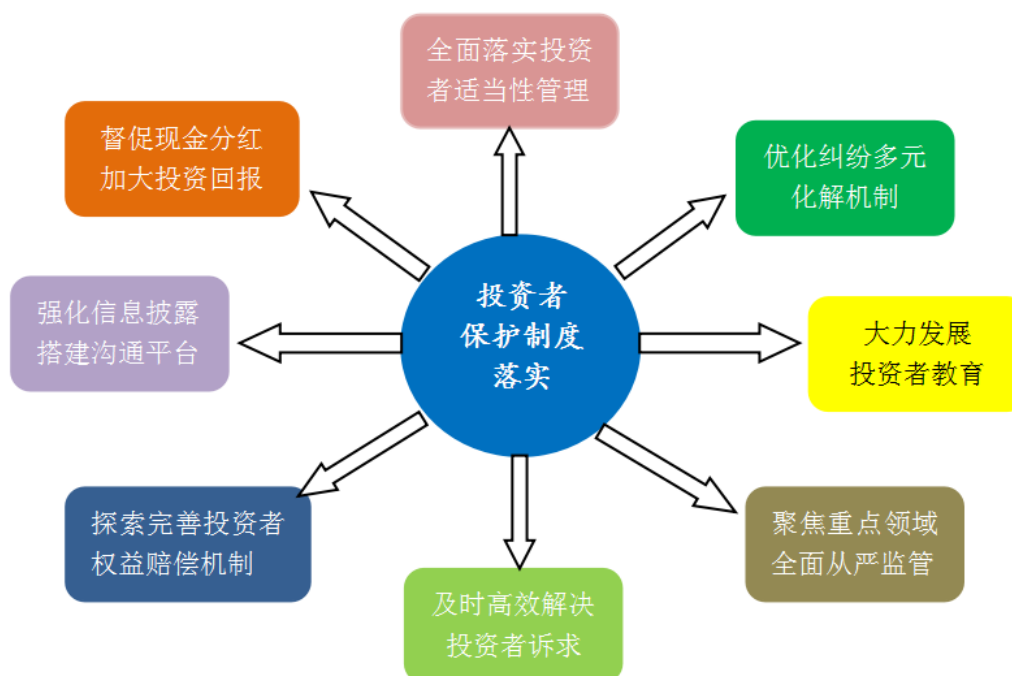 全面落实投资
者适当性管理
督促现金分红
加大投资回报
优化纠纷多元
化解机制
投资者
保护制度
落实
强化信息披露
搭建沟通平台
大力发展
投资者教育
探索完善投资者
权益赔偿机制
聚焦重点领域
全面从严监管
及时高效解决
投资者诉求